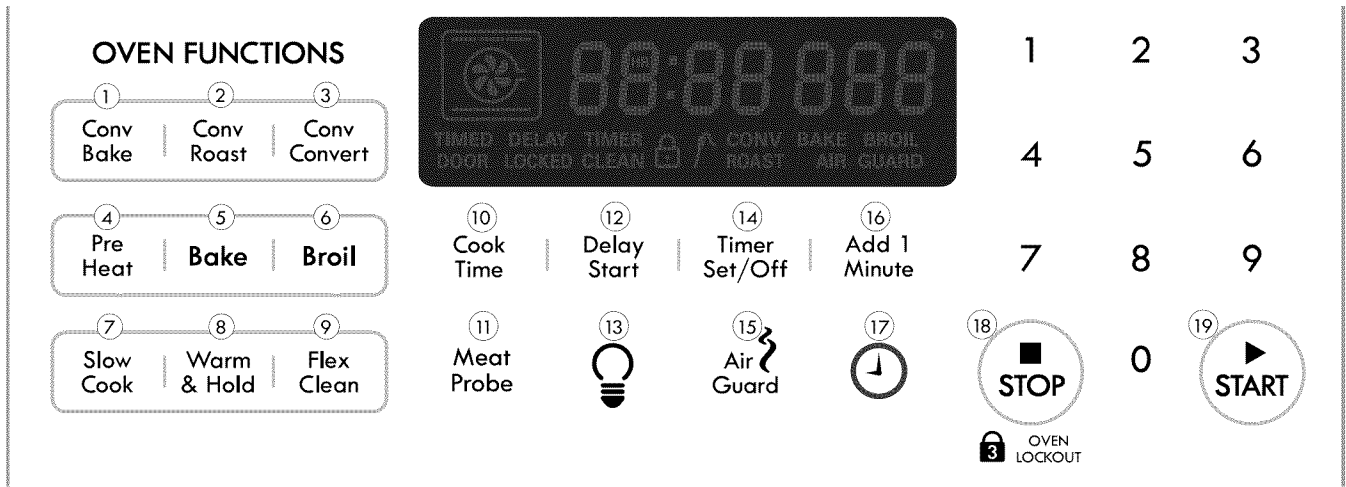 OVEN FUNCTIONS
1 2 3
Conv Conv Conv
Bake Roast Convert
4 5 6
Pre Bake Broil
Heat
7 8 9
Slow Warm Flex
Cook & Hold Clean
88:88 888°
HR
TIMED DELAY TIMER CONV BAKE BROIL
DOOR LOCKED CLEAN ROAST AIR GUARD
10 12 14 16
Cook Delay Timer Add 1
Time Start Set/Off Minute
11 13 15 17
Meat Air
Probe Guard
1 2 3
4 5 6
7 8 9
18 19
STOP 0 START
3 OVEN
LOCKOUT